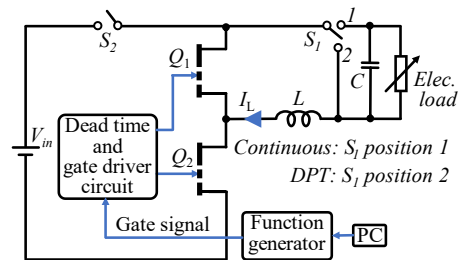 S2
S1
1
2
Q1
C
Elec.
load
IL
L
Vin
Dead time
and
gate driver
circuit
Q2
Continuous: S1 position 1
DPT: S1 position 2
Gate signal
Function
generator
PC